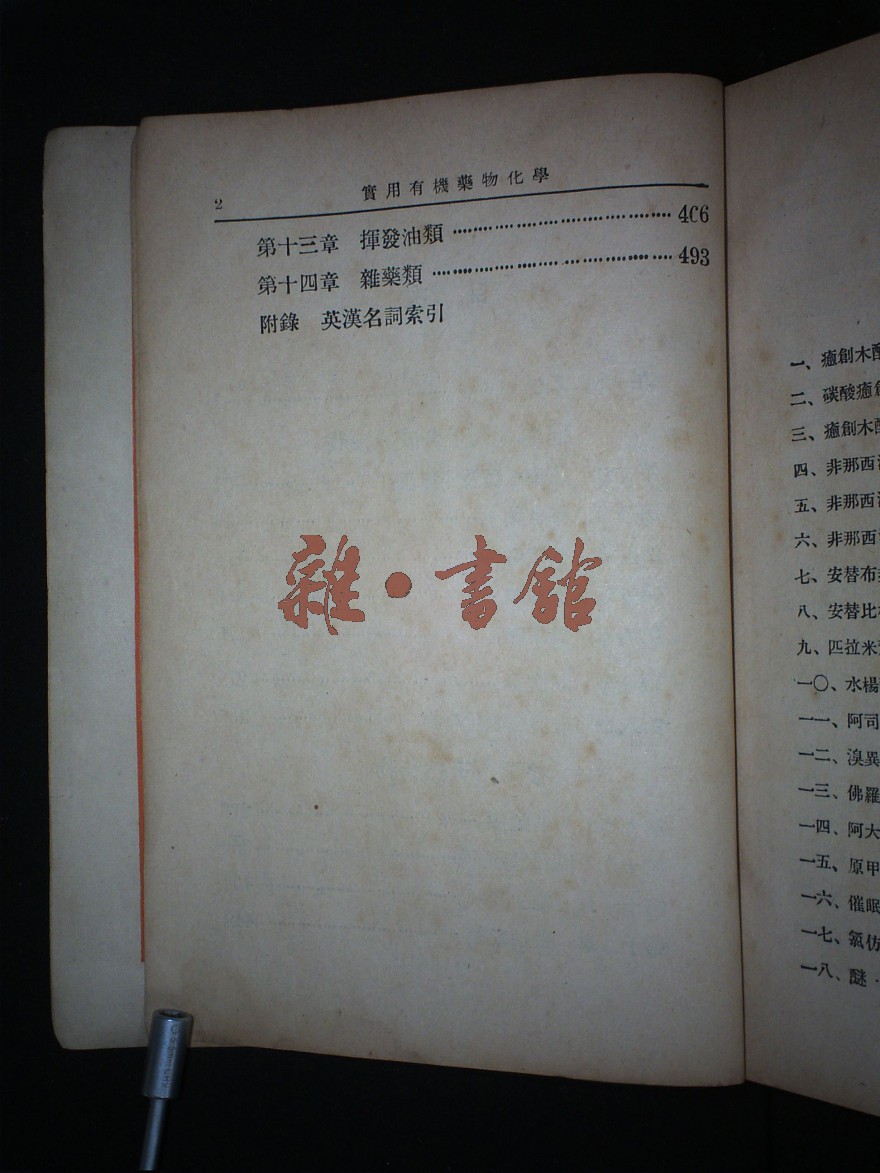 2
實用有機藥物化學
第十三章 揮發油類 …………………………… 4C6
第十四章 雜藥類 …………………………… 493
附錄 英漢名詞索引
雜•書館
一、癒創木酚
二、碳酸癒創
三、癒創木酚
四、非那西
五、非那西
六、非那西
七、安替布
八、安替比
九、匹拉米
一〇、水楊
一一、阿司
一二、溴異
一三、佛羅
一四、阿大
一五、原甲
一六、催眠
一七、氯仿
一八、醚